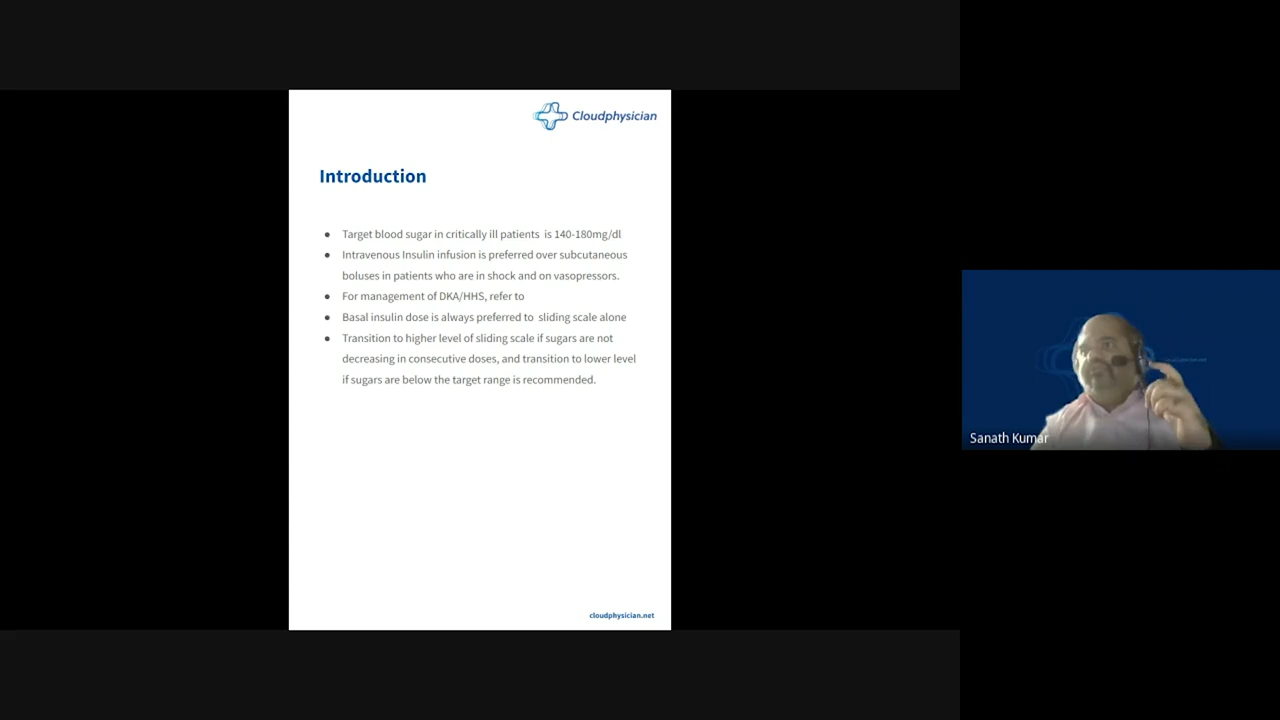 Cloudphysician
Introduction
● Target blood sugar in critically ill patients is 140-180mg/dl
● Intravenous Insulin infusion is preferred over subcutaneous
boluses in patients who are in shock and on vasopressors.
● For management of DKA/HHS, refer to
● Basal insulin dose is always preferred to sliding scale alone
● Transition to higher level of sliding scale if sugars are not
decreasing in consecutive doses, and transition to lower level
if sugars are below the target range is recommended.
cloudphysician.net
Sanath Kumar